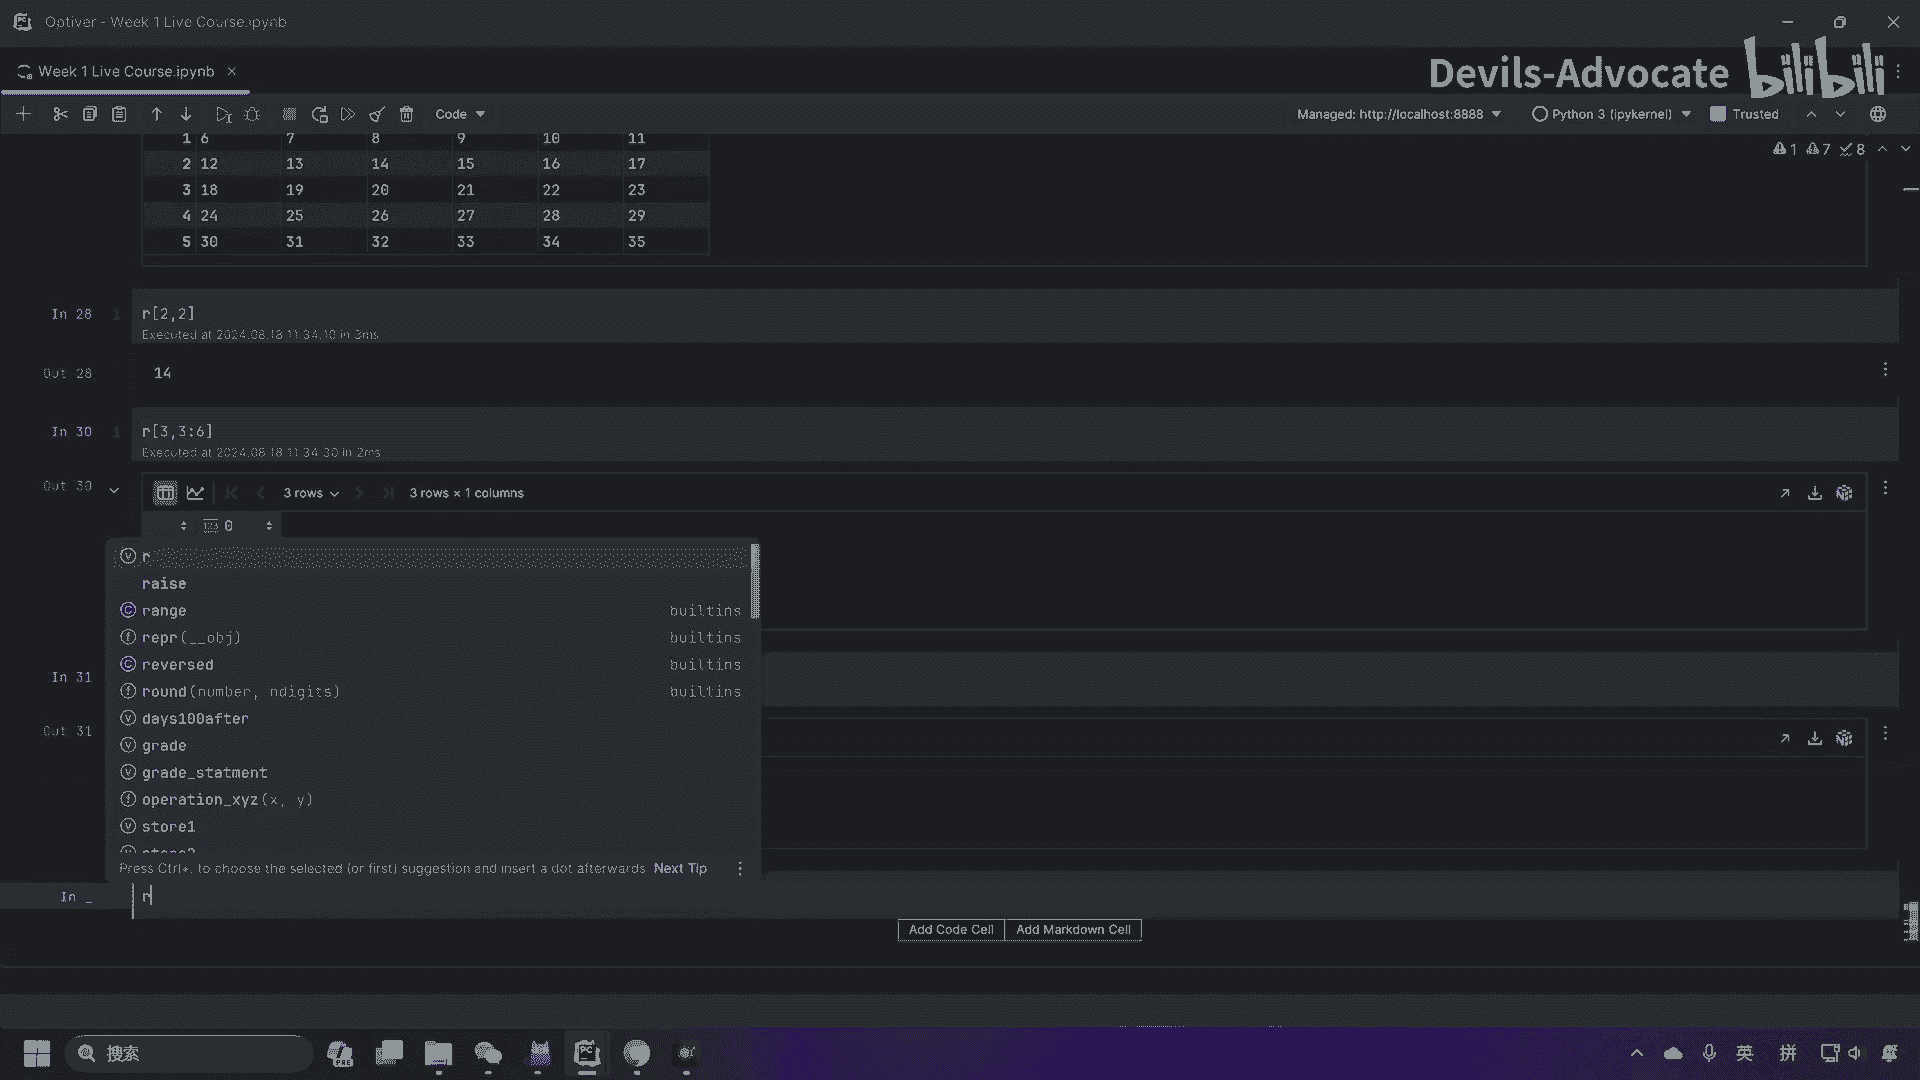 Optiver - Week 1 Live Course.ipynb
Week 1 Live Course.ipynb
Devils-Advocate bilibili
Code
Managed: http://localhost:8888
Python 3 (ipykernel)
Trusted
1 7 8
1 6 7 8 9 10 11
2 12 13 14 15 16 17
3 18 19 20 21 22 23
4 24 25 26 27 28 29
5 30 31 32 33 34 35
In 28 1 r[2,2]
Executed at 2024.08.18 11:34:10 in 3ms
Out 28 14
In 30 1 r[3,3:6]
Executed at 2024.08.18 11:34:30 in 2ms
Out 30 3 rows 3 rows × 1 columns
123 0
r
raise
range builtins
repr(__obj) builtins
reversed builtins
In 31
round(number, ndigits) builtins
days100after
Out 31
grade
grade_statment
operation_xyz(x, y)
store1
Press Ctrl+. to choose the selected (or first) suggestion and insert a dot afterwards Next Tip
In _ r
Add Code Cell Add Markdown Cell
搜索
PRE
PC
英
拼